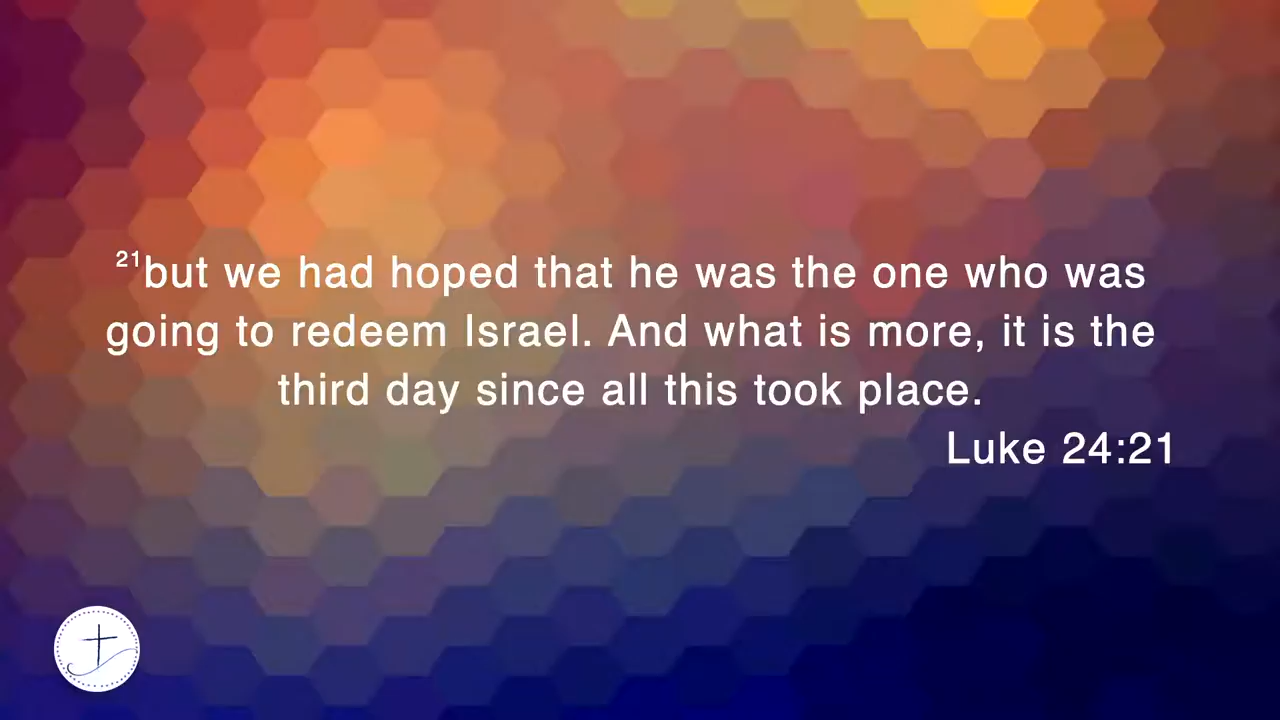 21but we had hoped that he was the one who was
going to redeem Israel. And what is more, it is the
third day since all this took place.
Luke 24:21